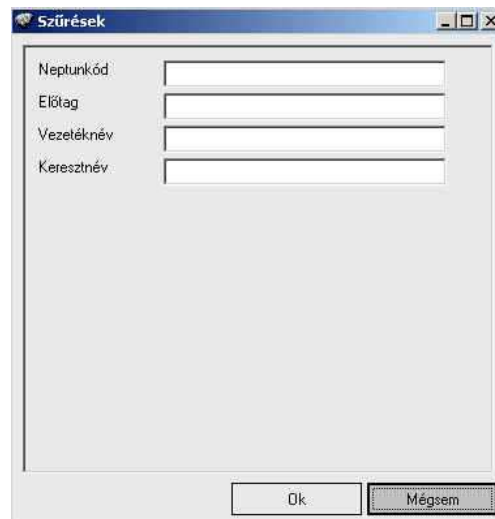 Szűrések
Neptunkód
Előtag
Vezetéknév
Keresztnév
Ok Mégsem